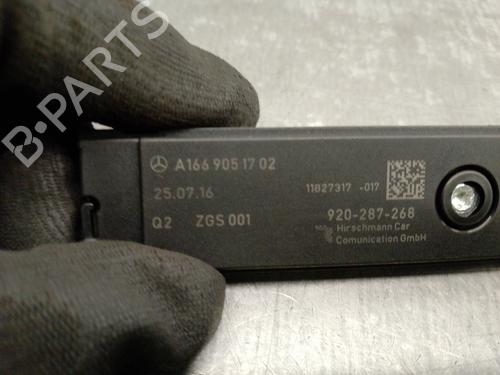 B-PARTS
A166 905 17 02
25.07.16
Q2 ZGS 001
11827317 -017
920-287-268
Hirschmann Car
Comunication GmbH